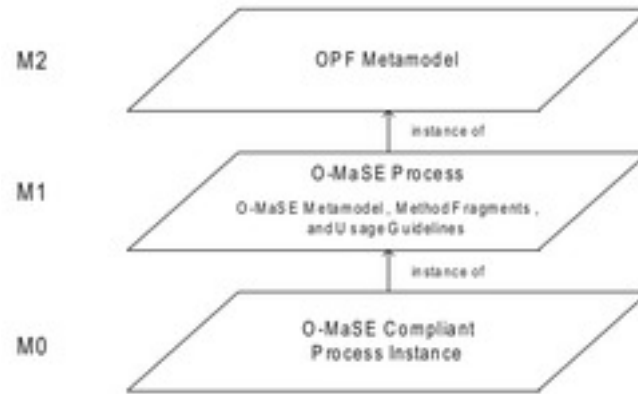 M2
OPF Metamodel
instance of
M1
O-MaSE Process
O-MaSE Metamodel, Method Fragments,
and Usage Guidelines
instance of
M0
O-MaSE Compliant
Process Instance